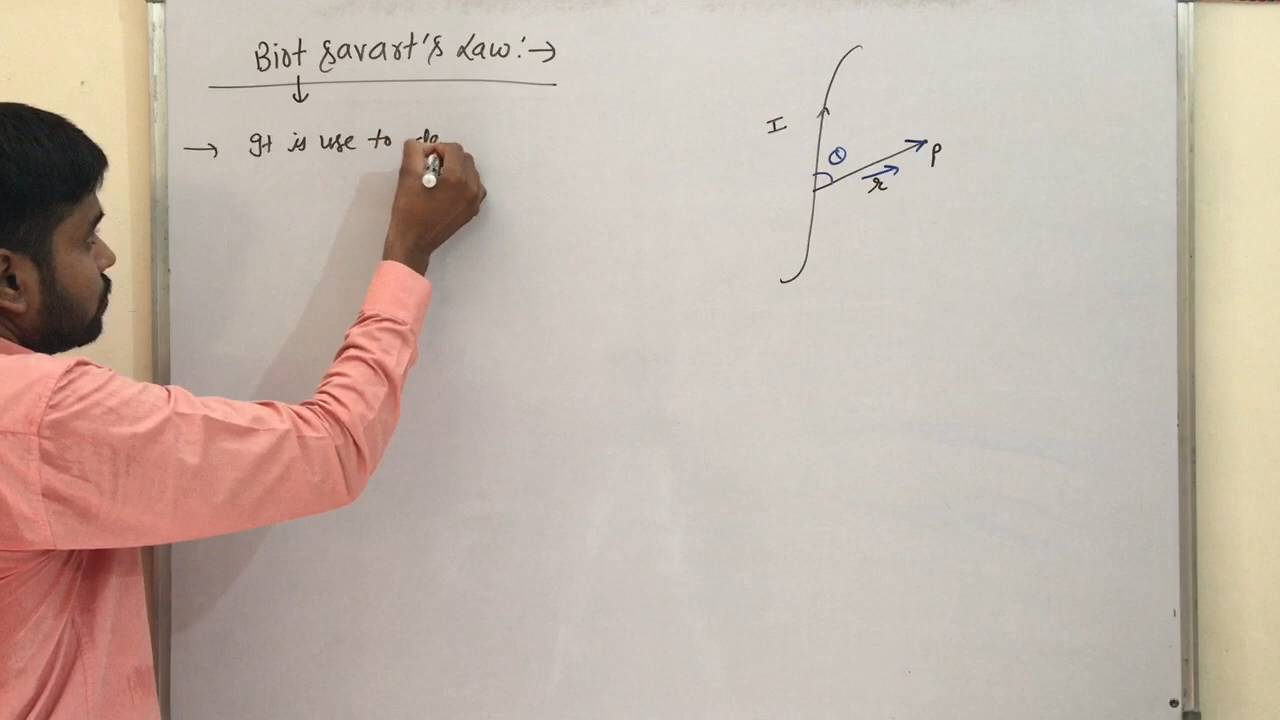 Biot Savart's Law :→
→ It is use to
I
θ
r
P